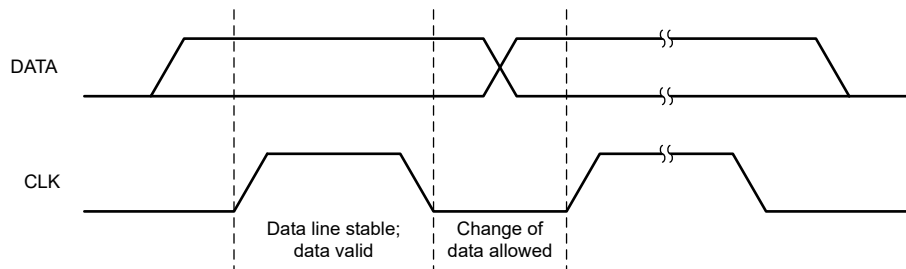 DATA
CLK
Data line stable;
data valid
Change of
data allowed